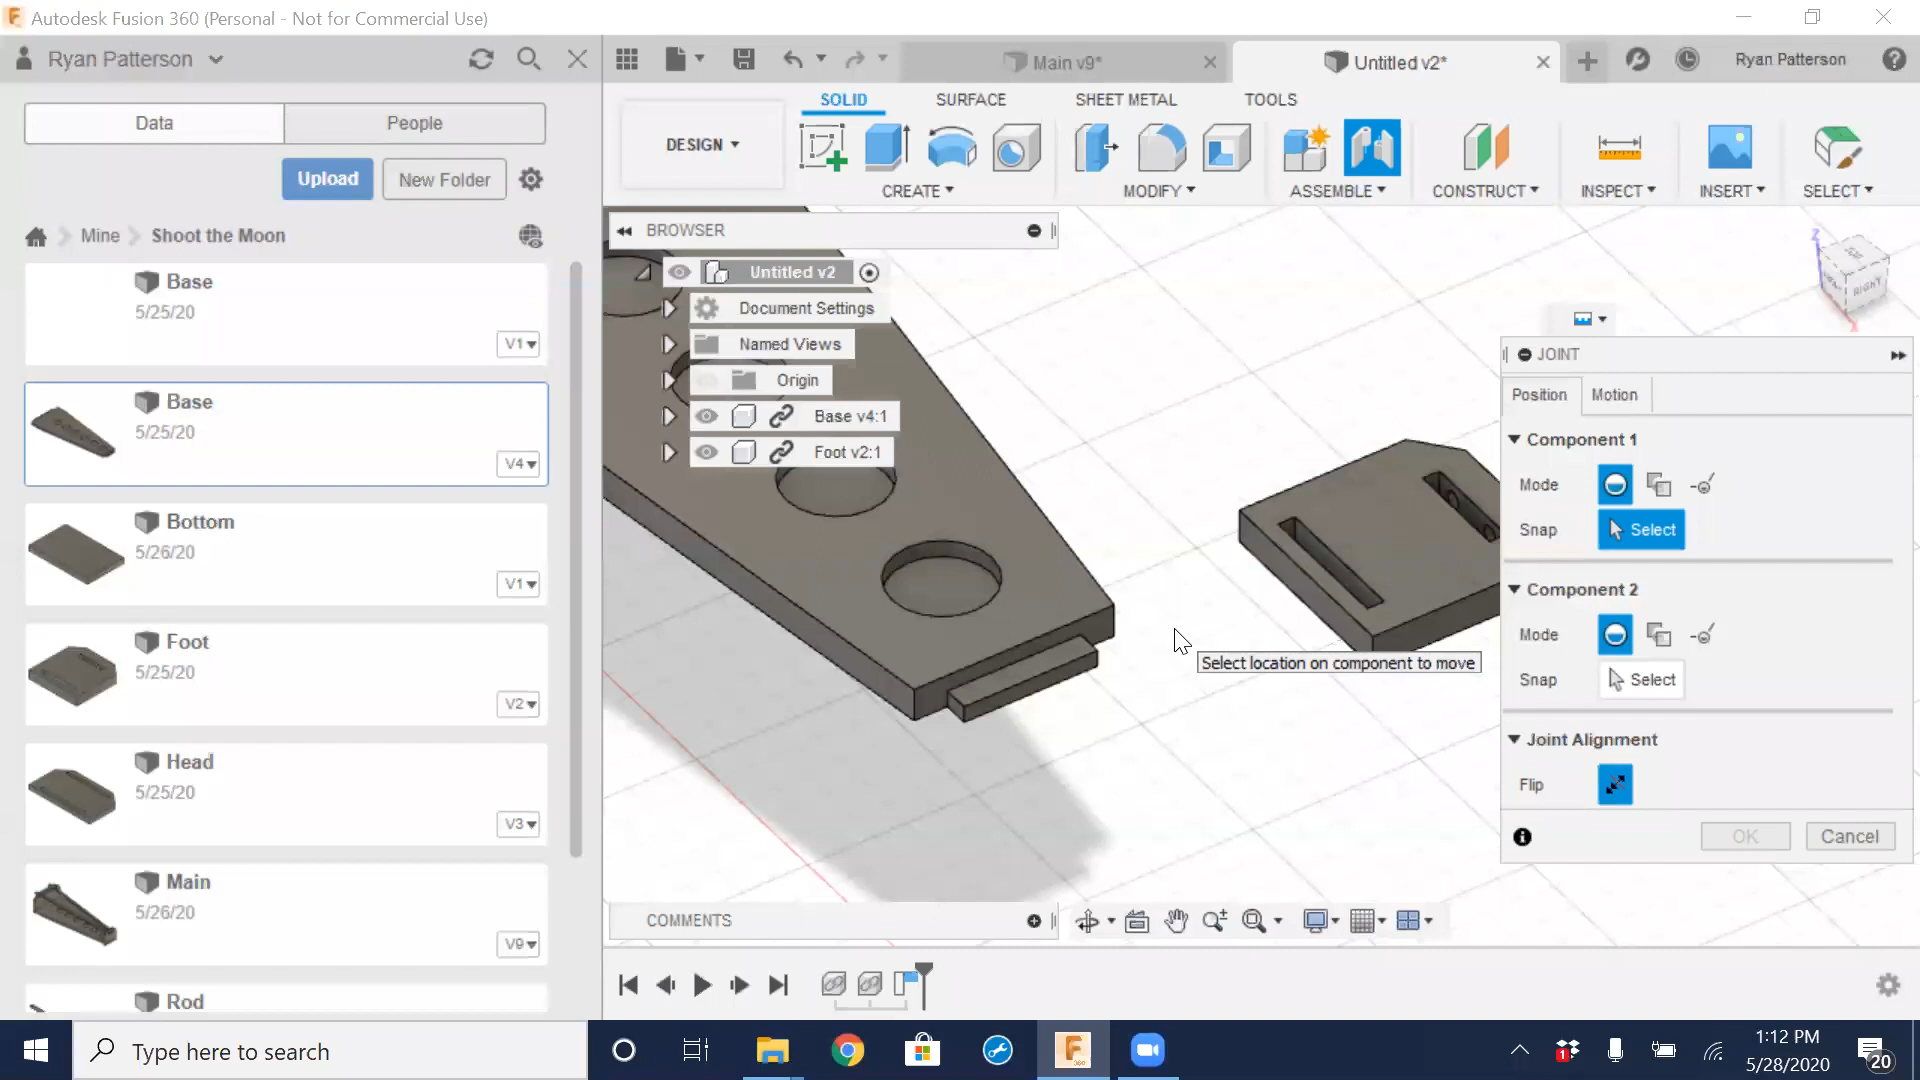 Autodesk Fusion 360 (Personal - Not for Commercial Use)
Ryan Patterson
Main v9*
Untitled v2*
Ryan Patterson
Data
People
Upload
New Folder
Mine
Shoot the Moon
Base
5/25/20
V1
Base
5/25/20
V4
Bottom
5/26/20
V1
Foot
5/25/20
V2
Head
5/25/20
V3
Main
5/26/20
V9
Rod
DESIGN
SOLID
SURFACE
SHEET METAL
TOOLS
CREATE
MODIFY
ASSEMBLE
CONSTRUCT
INSPECT
INSERT
SELECT
BROWSER
Untitled v2
Document Settings
Named Views
Origin
Base v4:1
Foot v2:1
Z
RIGHT
X
Select location on component to move
JOINT
Position
Motion
Component 1
Mode
Snap
Select
Component 2
Mode
Snap
Select
Joint Alignment
Flip
OK
Cancel
COMMENTS
Type here to search
360
1
1:12 PM
5/28/2020
20